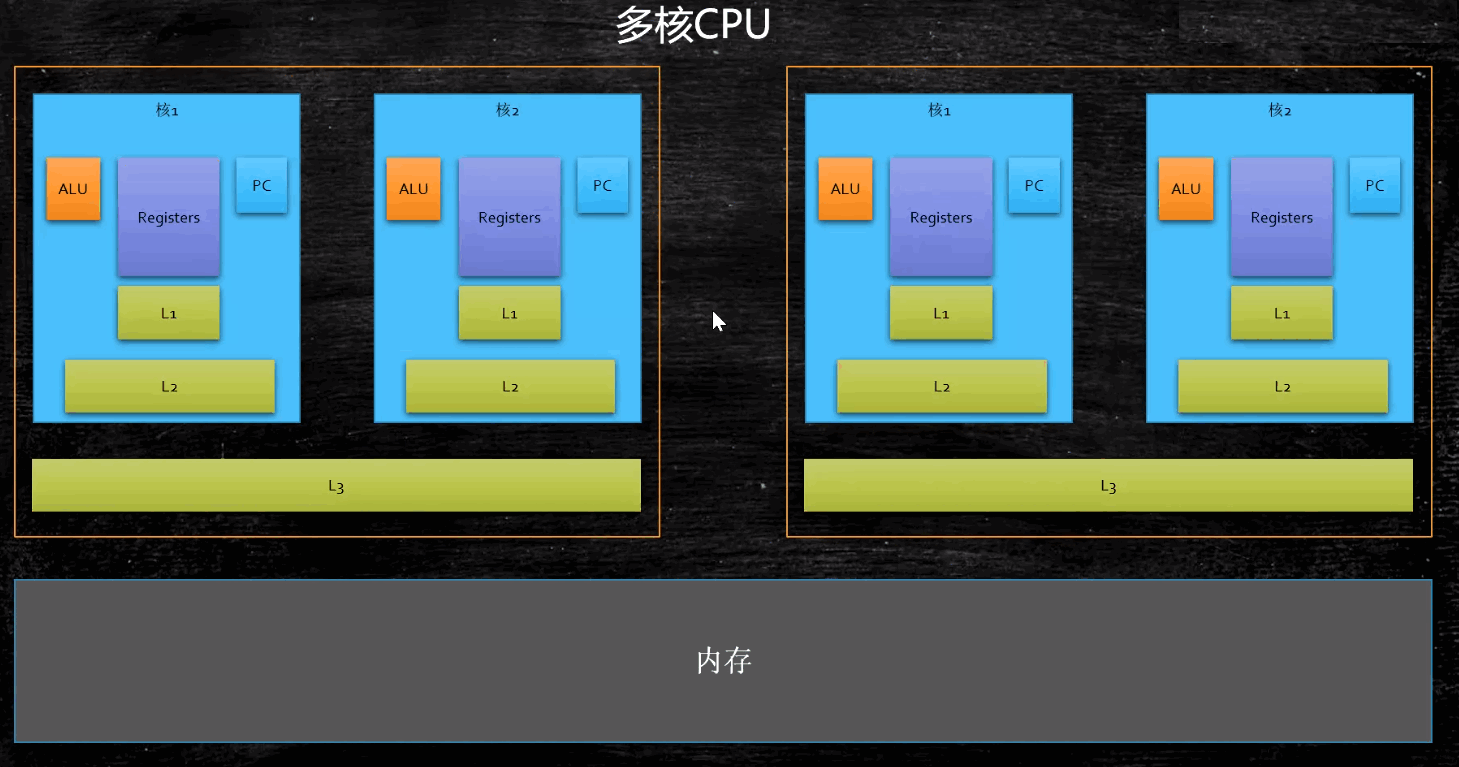 多核CPU
核1
核2
核1
核2
ALU
Registers
PC
ALU
Registers
PC
ALU
Registers
PC
ALU
Registers
PC
L1
L1
L1
L1
L2
L2
L2
L2
L3
L3
内存